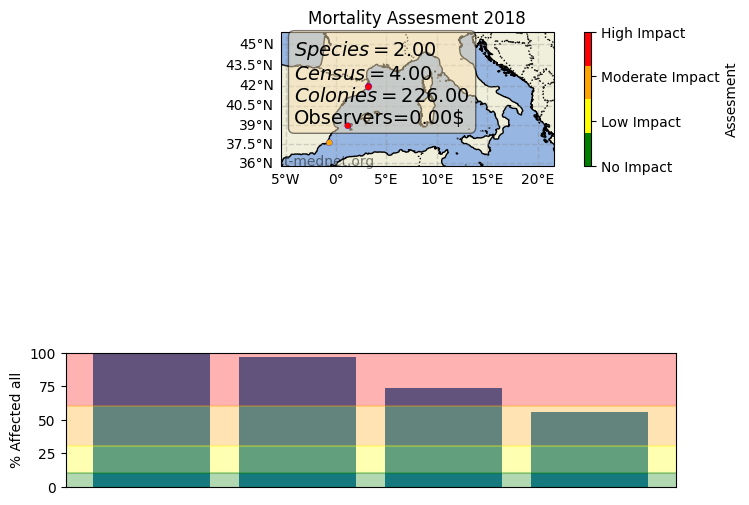 Mortality Assesment 2018
45°N
43.5°N
42°N
40.5°N
39°N
37.5°N
36°N
Species = 2.00
Census = 4.00
Colonies = 226.00
Observers=0.00$
t-mednet.org
5°W 0° 5°E 10°E 15°E 20°E
High Impact
Moderate Impact
Low Impact
No Impact
Assesment
% Affected all
100
75
50
25
0